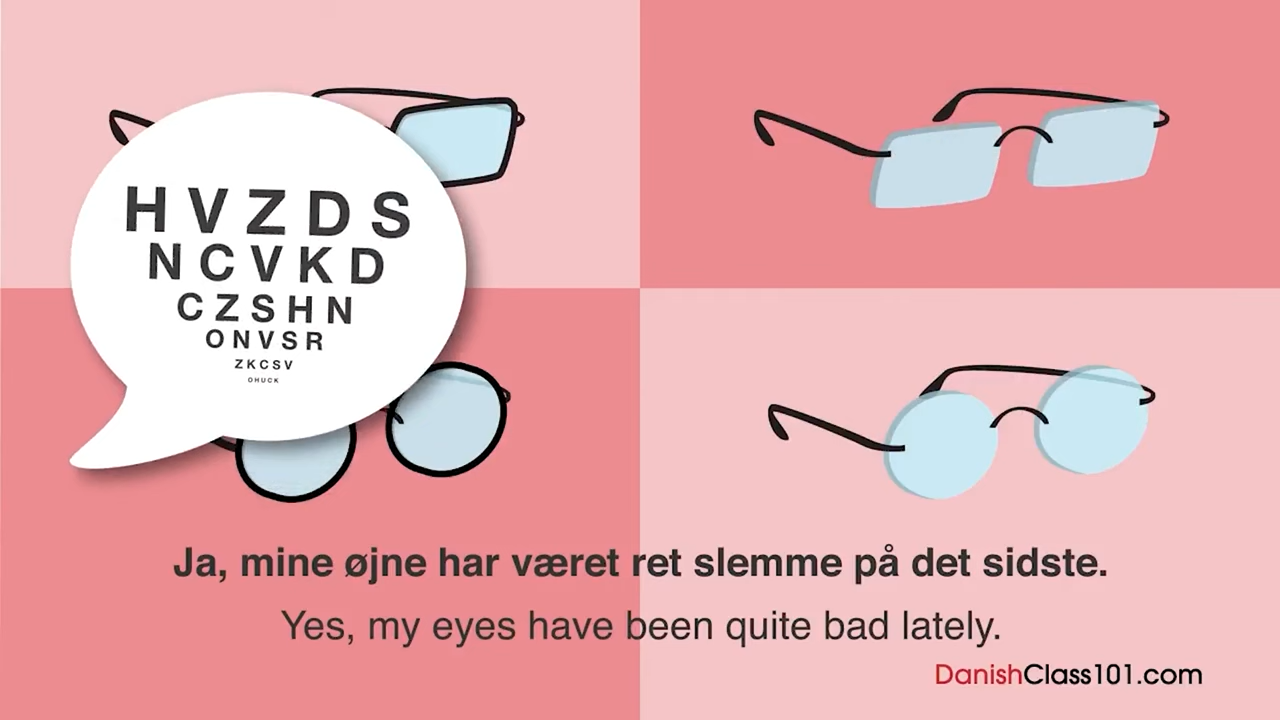 H V Z D S
N C V K D
C Z S H N
O N V S R
Z K C S V
O H U C K
Ja, mine øjne har været ret slemme på det sidste.
Yes, my eyes have been quite bad lately.
DanishClass101.com